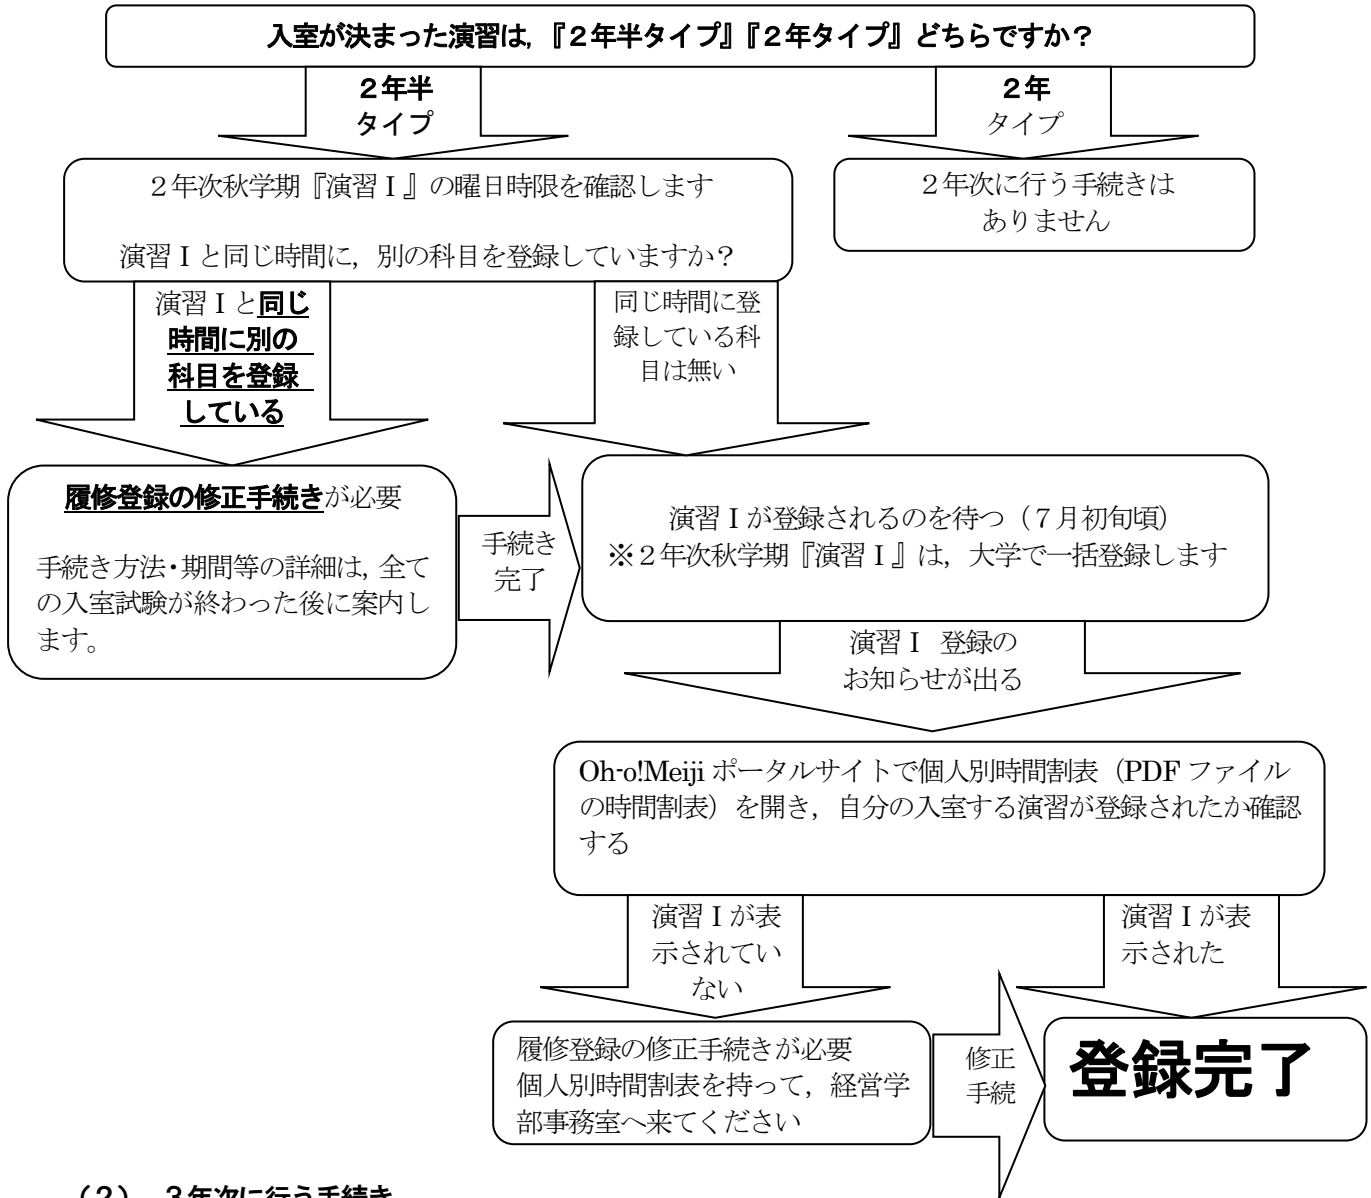 入室が決まった演習は，『２年半タイプ』『２年タイプ』どちらですか？
２年半
タイプ
２年
タイプ
２年次秋学期『演習Ⅰ』の曜日時限を確認します
演習Ⅰと同じ時間に，別の科目を登録していますか？
２年次に行う手続きは
ありません
演習Ⅰと同じ
時間に別の
科目を登録
している
同じ時間に登
録している科
目は無い
履修登録の修正手続きが必要
手続き方法・期間等の詳細は，全て
の入室試験が終わった後に案内し
ます。
手続き
完了
演習Ⅰが登録されるのを待つ（７月初旬頃）
※２年次秋学期『演習Ⅰ』は，大学で一括登録します
演習Ⅰ 登録の
お知らせが出る
Oh-o!Meiji ポータルサイトで個人別時間割表（PDF ファイル
の時間割表）を開き，自分の入室する演習が登録されたか確認
する
演習Ⅰが表
示されてい
ない
演習Ⅰが表
示された
履修登録の修正手続きが必要
個人別時間割表を持って，経営学
部事務室へ来てください
修正
手続
登録完了
（２） ３年次に行う手続き